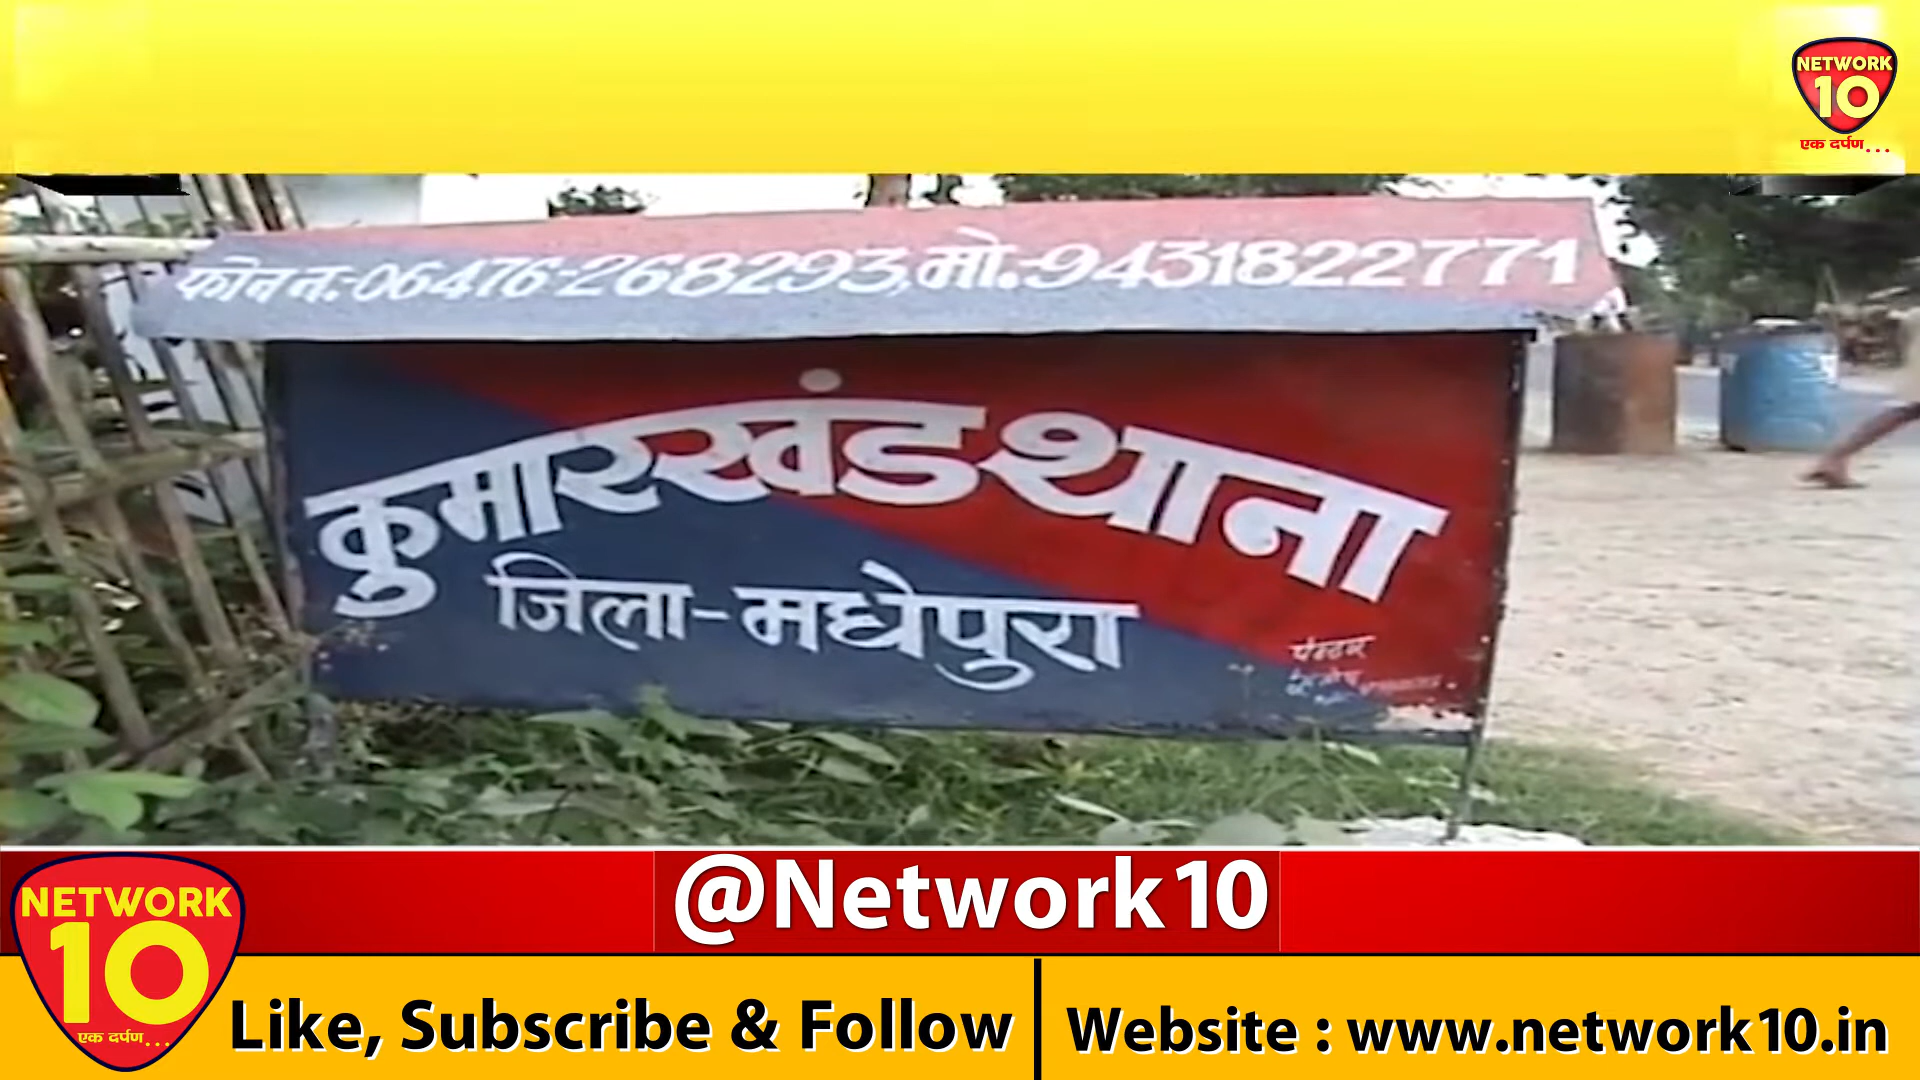 NETWORK
10
एक दर्पण...
फोन न.:-06476-268293,मो.-9431822771
कुमारखंड थाना
जिला-मधेपुरा
पेन्टर
@Network10
NETWORK
10
एक दर्पण...
Like, Subscribe & Follow
Website : www.network10.in